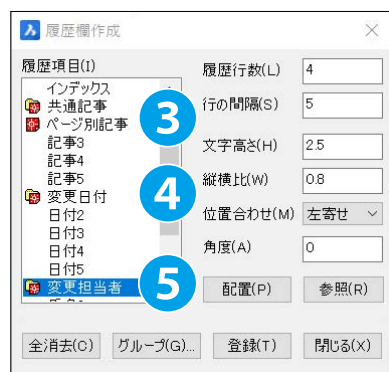 履歴欄作成
履歴項目(I)
インデックス
共通記事
ページ別記事
記事3
記事4
記事5
変更日付
日付2
日付3
日付4
日付5
変更担当者
3
4
5
履歴行数(L) 4
行の間隔(S) 5
文字高さ(H) 2.5
縦横比(W) 0.8
位置合わせ(M) 左寄せ
角度(A) 0
配置(P) 参照(R)
全消去(C) グループ(G)... 登録(T) 閉じる(X)